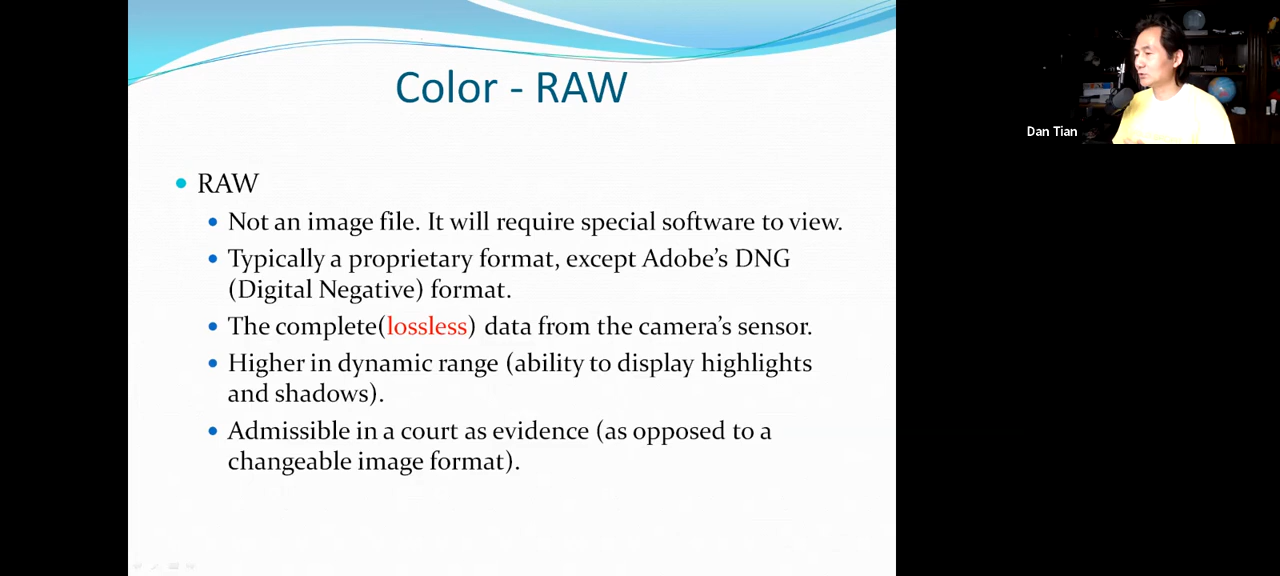 Color - RAW
RAW
Not an image file. It will require special software to view.
Typically a proprietary format, except Adobe's DNG
(Digital Negative) format.
The complete(lossless) data from the camera's sensor.
Higher in dynamic range (ability to display highlights
and shadows).
Admissible in a court as evidence (as opposed to a
changeable image format).
Dan Tian